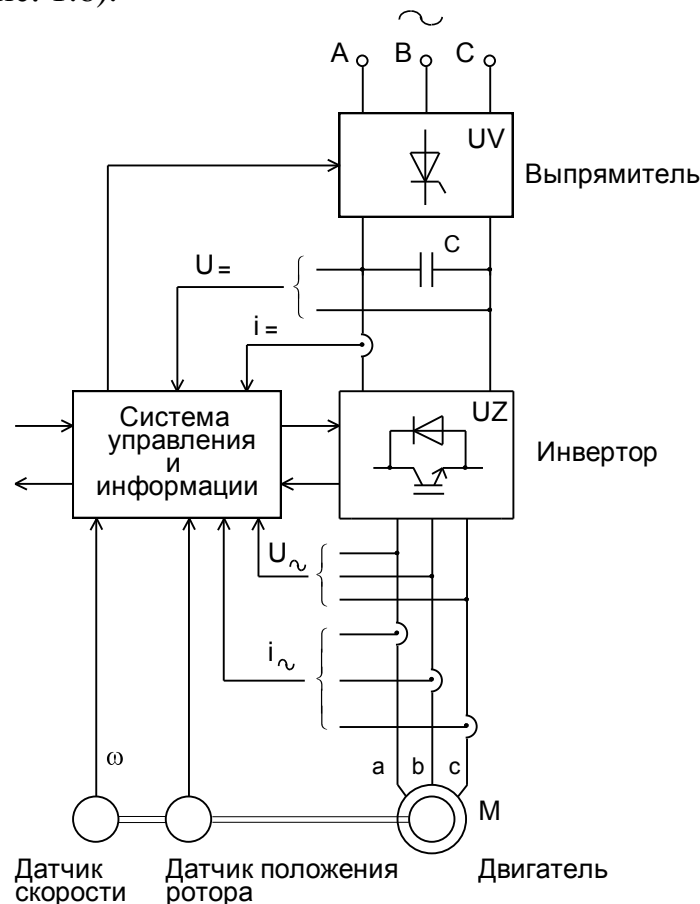 A B C
UV
Выпрямитель
C
U =
i =
Система
управления
и
информации
UZ
Инвертор
U~
i~
ω
a b c
M
Датчик
скорости
Датчик положения
ротора
Двигатель